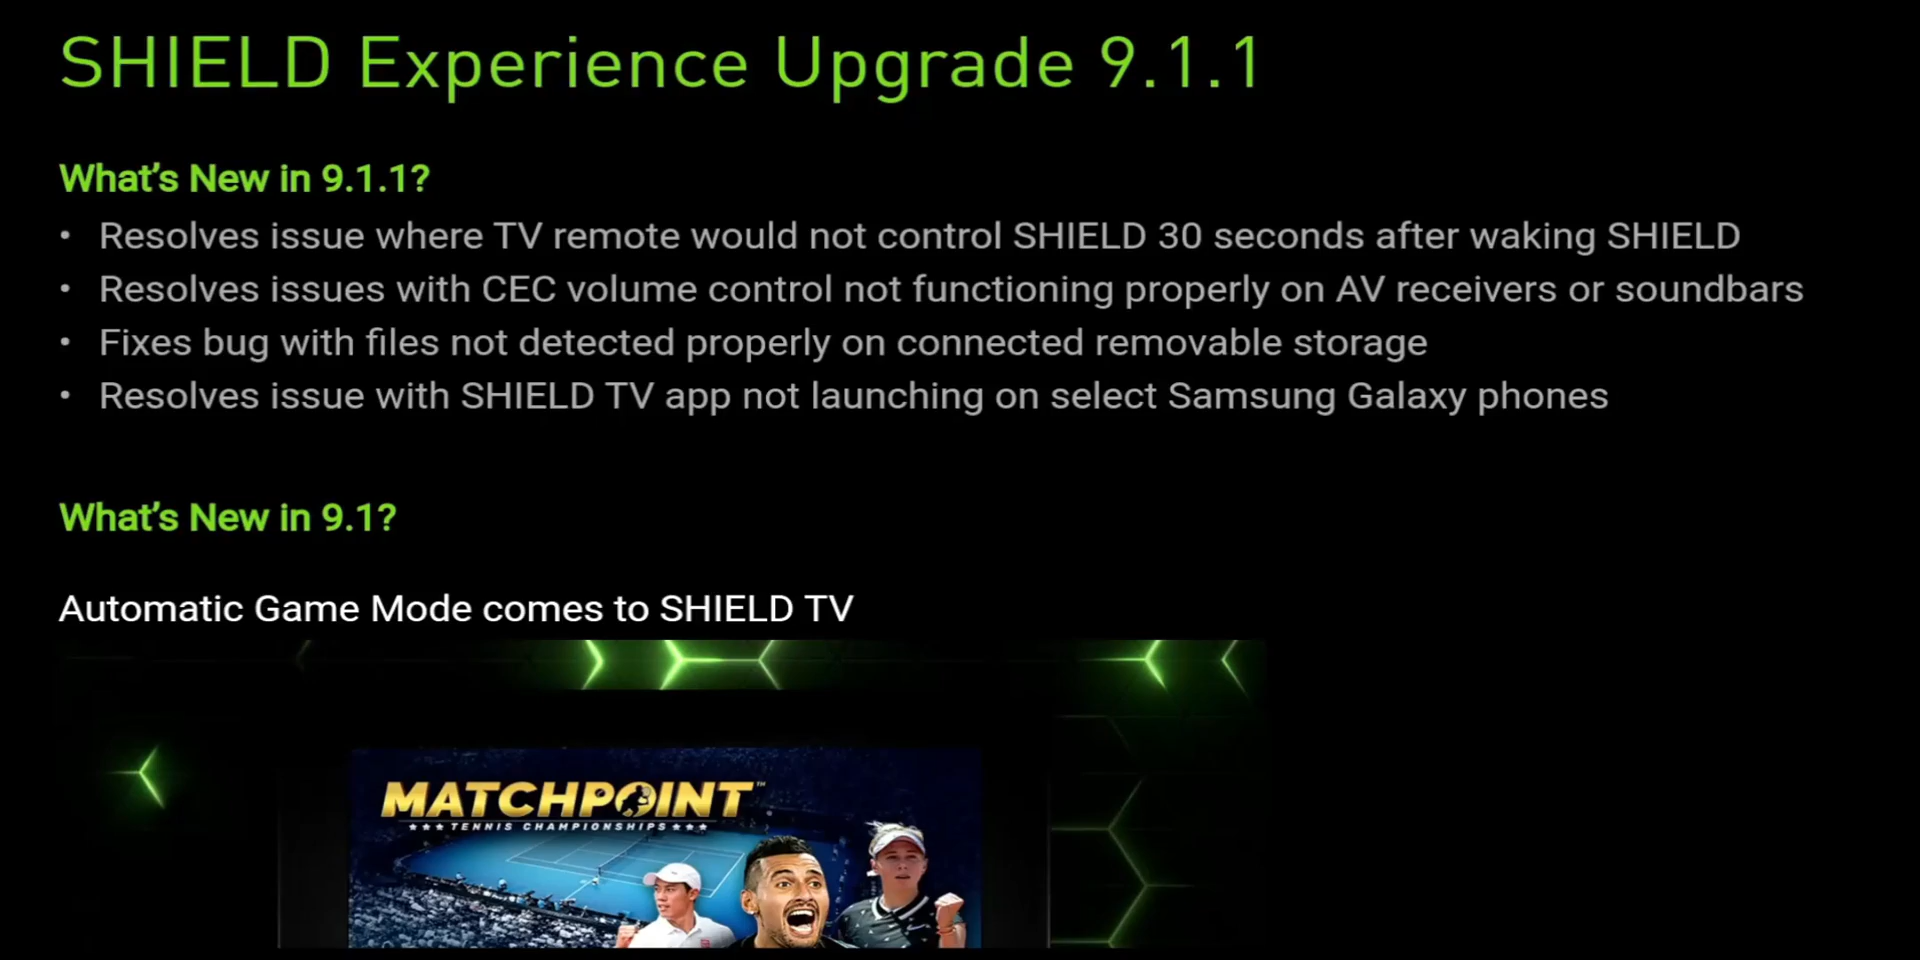 SHIELD Experience Upgrade 9.1.1
What's New in 9.1.1?
• Resolves issue where TV remote would not control SHIELD 30 seconds after waking SHIELD
• Resolves issues with CEC volume control not functioning properly on AV receivers or soundbars
• Fixes bug with files not detected properly on connected removable storage
• Resolves issue with SHIELD TV app not launching on select Samsung Galaxy phones
What's New in 9.1?
Automatic Game Mode comes to SHIELD TV
MATCHPOINT™
★★★ TENNIS CHAMPIONSHIPS ★★★